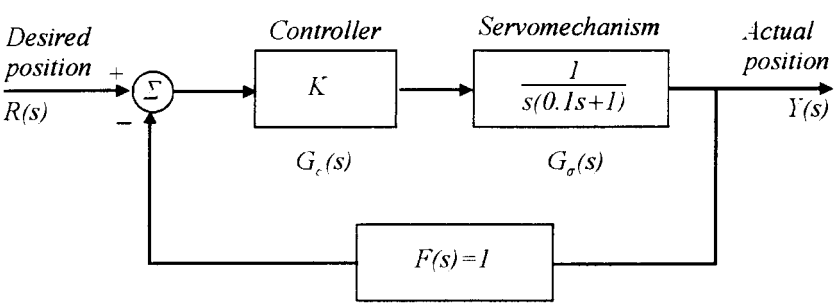 Desired
position
Controller
Servomechanism
Actual
position
+
Σ
−
K
1
s(0.1s+1)
R(s)
Y(s)
G_c(s)
G_σ(s)
F(s)=1